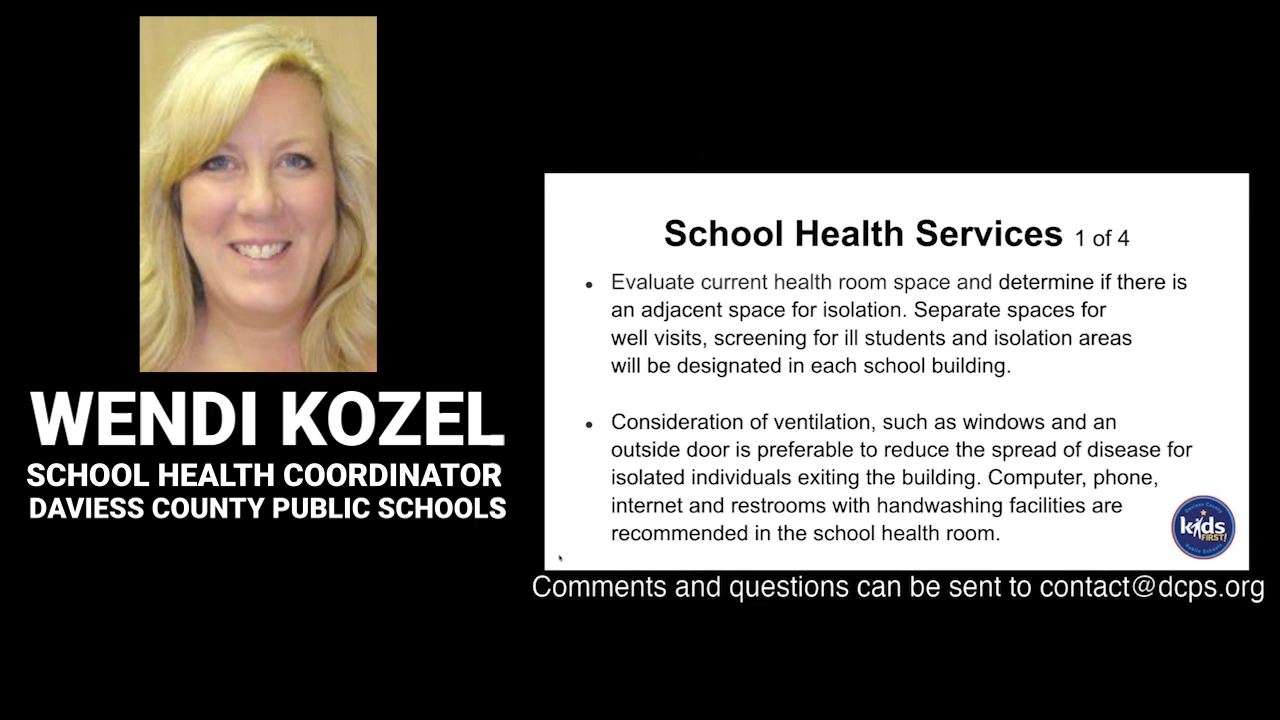 WENDI KOZEL
SCHOOL HEALTH COORDINATOR
DAVIESS COUNTY PUBLIC SCHOOLS
School Health Services 1 of 4
• Evaluate current health room space and determine if there is
an adjacent space for isolation. Separate spaces for
well visits, screening for ill students and isolation areas
will be designated in each school building.
• Consideration of ventilation, such as windows and an
outside door is preferable to reduce the spread of disease for
isolated individuals exiting the building. Computer, phone,
internet and restrooms with handwashing facilities are
recommended in the school health room.
Daviess County
kids
FIRST!
Public Schools
Comments and questions can be sent to contact@dcps.org